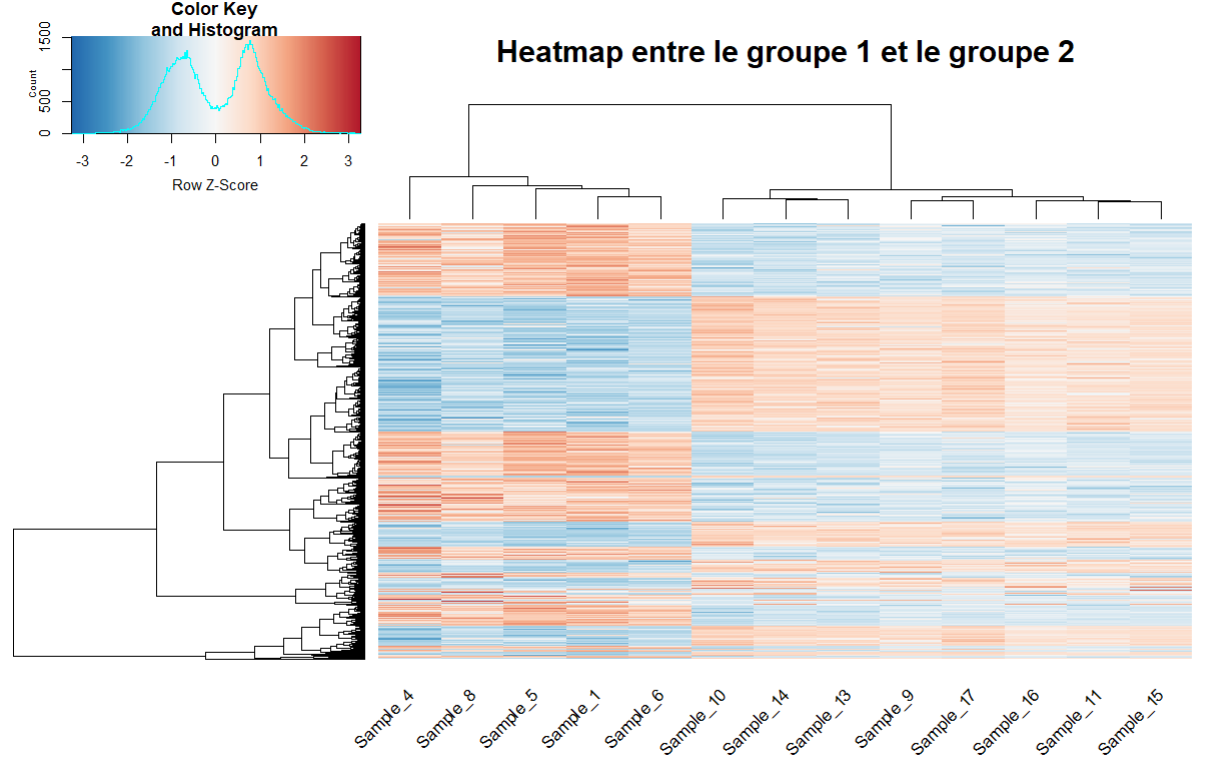 Color Key
and Histogram
Heatmap entre le groupe 1 et le groupe 2
Count
0 500 1500
-3 -2 -1 0 1 2 3
Row Z-Score
Sample_4 Sample_8 Sample_5 Sample_1 Sample_6 Sample_10 Sample_14 Sample_13 Sample_9 Sample_17 Sample_16 Sample_11 Sample_15